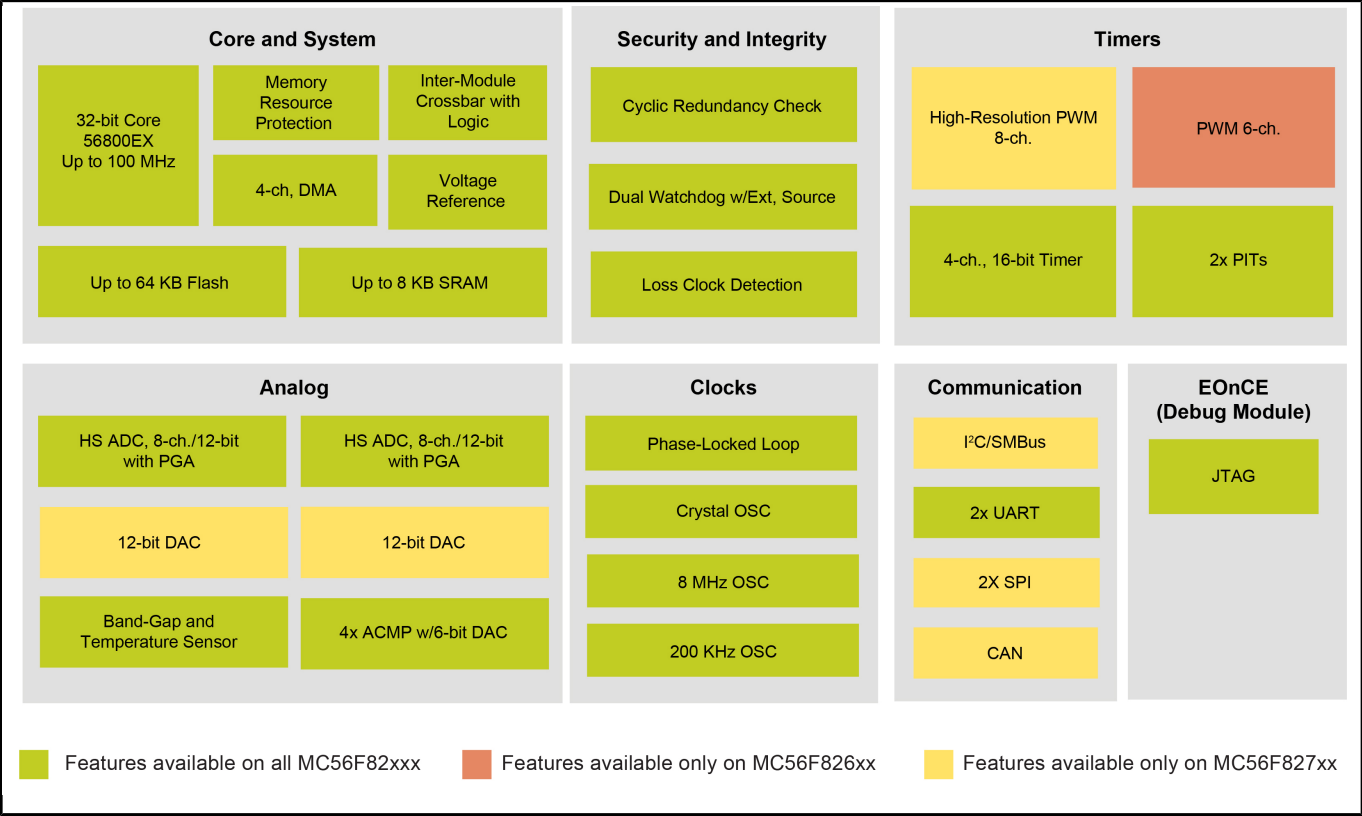 Core and System
32-bit Core
56800EX
Up to 100 MHz
Memory
Resource
Protection
Inter-Module
Crossbar with
Logic
4-ch, DMA
Voltage
Reference
Up to 64 KB Flash
Up to 8 KB SRAM
Security and Integrity
Cyclic Redundancy Check
Dual Watchdog w/Ext, Source
Loss Clock Detection
Timers
High-Resolution PWM
8-ch.
PWM 6-ch.
4-ch., 16-bit Timer
2x PITs
Analog
HS ADC, 8-ch./12-bit
with PGA
HS ADC, 8-ch./12-bit
with PGA
12-bit DAC
12-bit DAC
Band-Gap and
Temperature Sensor
4x ACMP w/6-bit DAC
Clocks
Phase-Locked Loop
Crystal OSC
8 MHz OSC
200 KHz OSC
Communication
I²C/SMBus
2x UART
2X SPI
CAN
EOnCE
(Debug Module)
JTAG
Features available on all MC56F82xxx
Features available only on MC56F826xx
Features available only on MC56F827xx